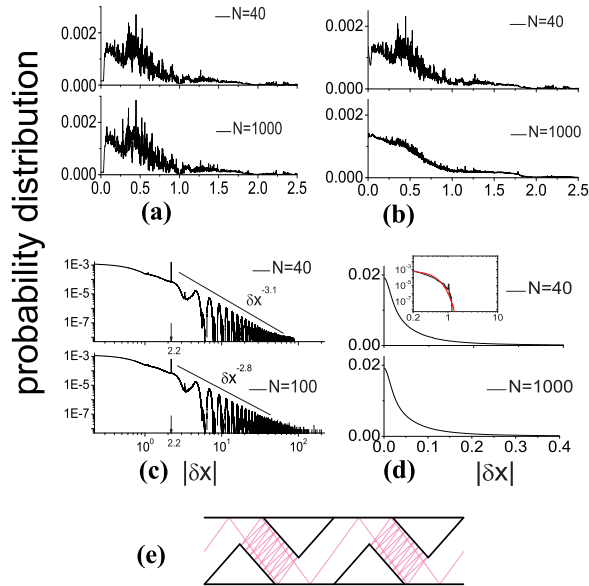 probability distribution
N=40
0.002
0.000
N=1000
0.002
0.000
0.0 0.5 1.0 1.5 2.0 2.5
(a)
N=40
0.002
0.000
N=1000
0.002
0.000
0.0 0.5 1.0 1.5 2.0 2.5
(b)
1E-3
1E-5
1E-7
N=40
δx^-3.1
2.2
1E-3
1E-5
1E-7
N=100
δx^-2.8
10^0 2.2 10^1 10^2
(c) |δx|
0.02
0.00
N=40
10^-3
10^-5
10^-7
0.2 1 10
0.02
0.00
N=1000
0.0 0.1 0.2 0.3 0.4
(d) |δx|
(e)